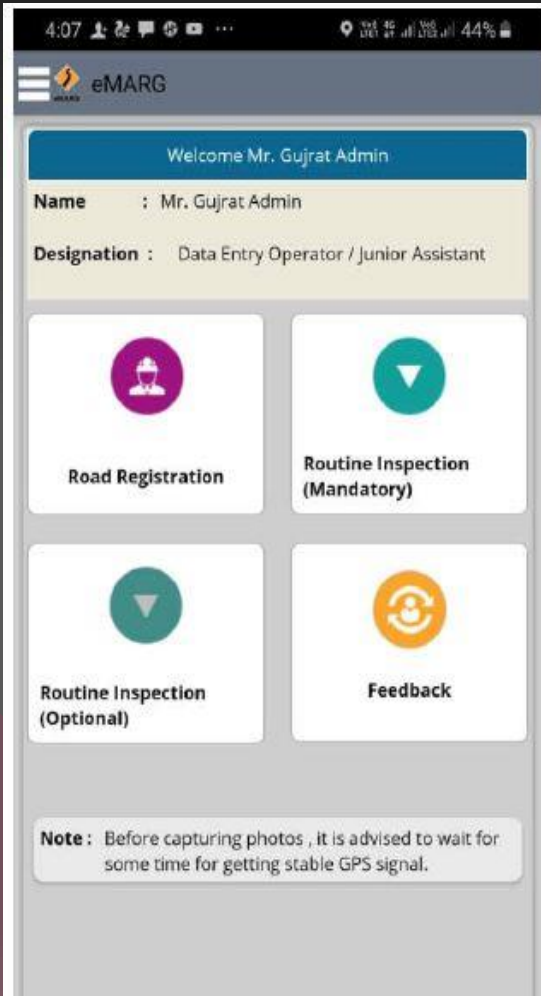 4:07 ... 44%
eMARG
Welcome Mr. Gujrat Admin
Name : Mr. Gujrat Admin
Designation : Data Entry Operator / Junior Assistant
Road Registration
Routine Inspection
(Mandatory)
Routine Inspection
(Optional)
Feedback
Note : Before capturing photos , it is advised to wait for
some time for getting stable GPS signal.